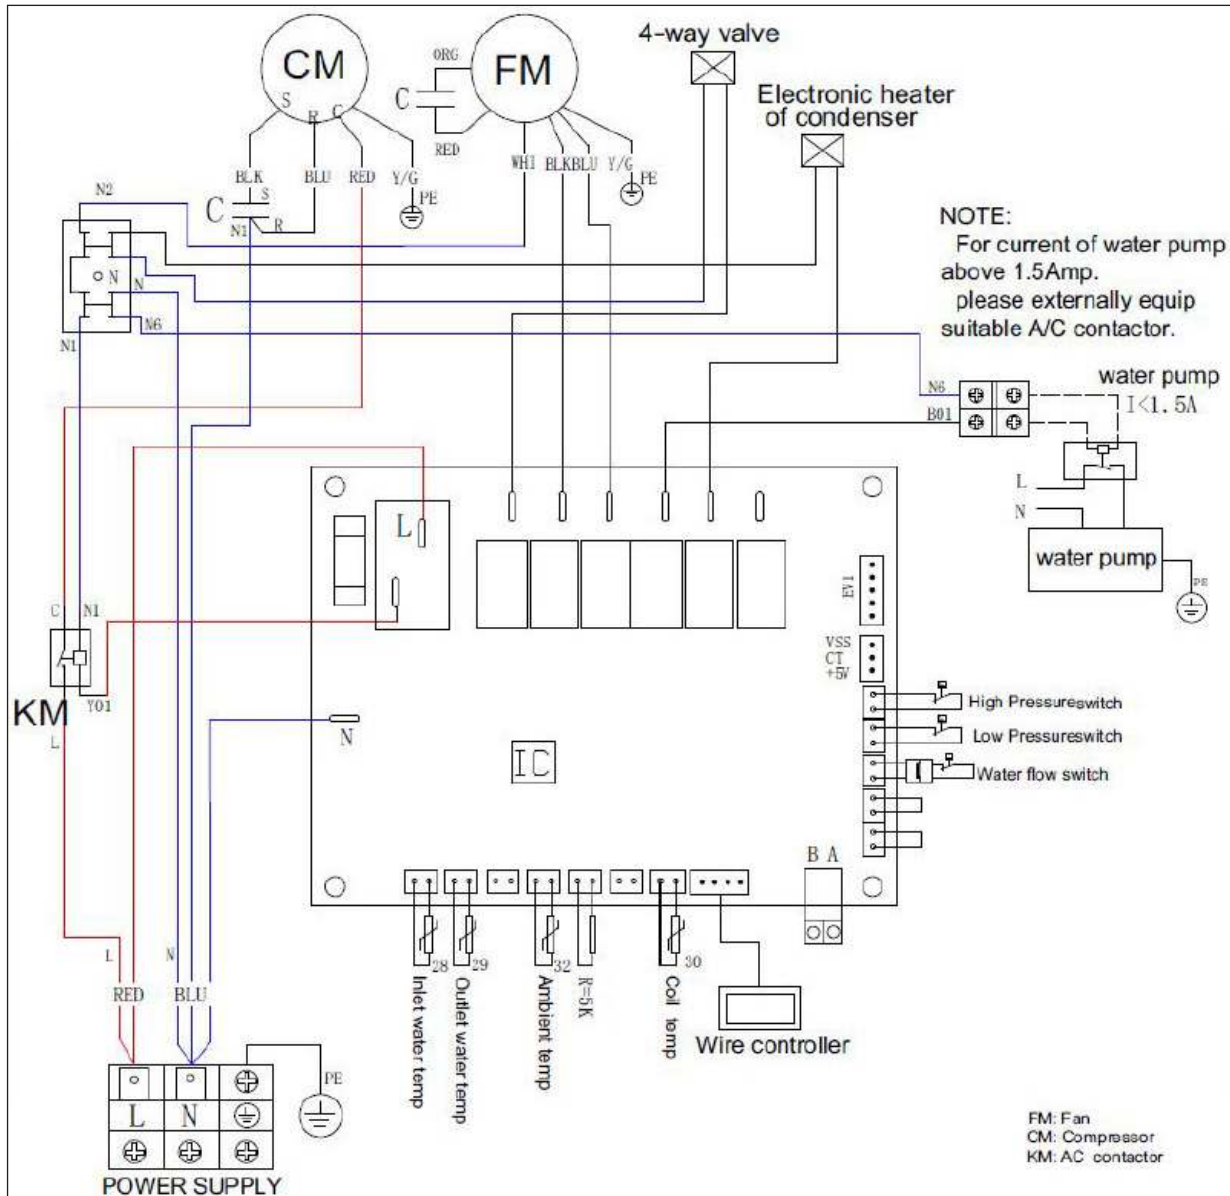 4-way valve
CM
FM
ORG
Electronic heater
of condenser
C
S
R
C
RED
WHI
BLK
BLU
Y/G
PE
BLK
BLU
RED
Y/G
PE
N2
C
S
N1
R
NOTE:
For current of water pump
above 1.5Amp.
please externally equip
suitable A/C contactor.
N
N
N6
N1
water pump
I<1.5A
N6
B01
L
N
water pump
PE
L
EVI
C
N1
VSS
CT
+5V
High Pressureswitch
KM
Y01
L
N
Low Pressureswitch
IC
Water flow switch
B A
L
N
28
29
32
30
Inlet water temp
Outlet water temp
Ambient temp
R=5K
Coil temp
RED
BLU
Wire controller
PE
L
N
POWER SUPPLY
FM: Fan
CM: Compressor
KM: AC contactor